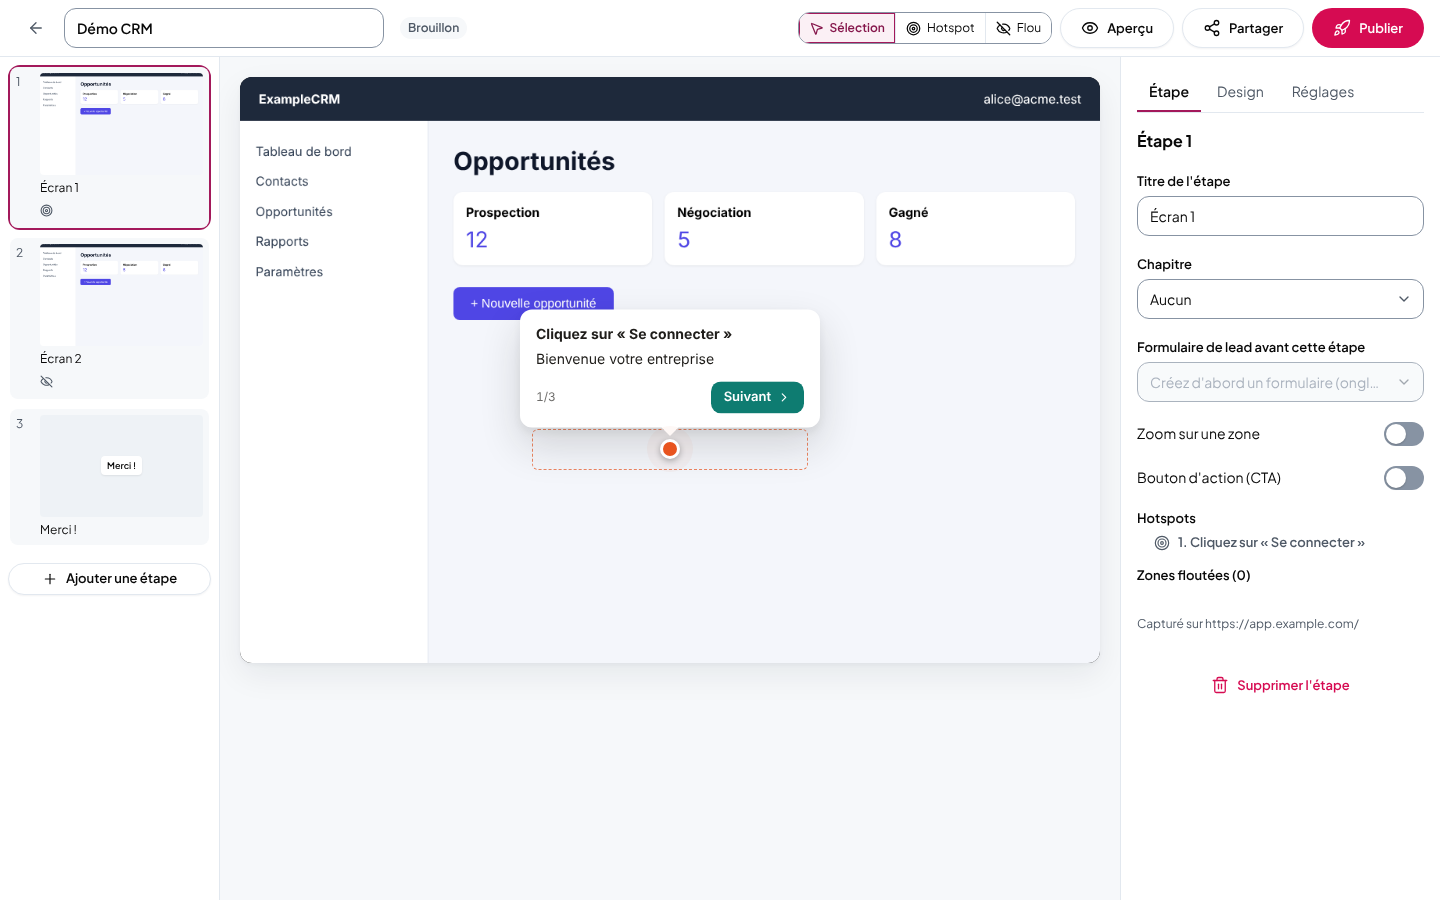 Démo CRM
Brouillon
Sélection
Hotspot
Flou
Aperçu
Partager
Publier
1
Opportunités
Écran 1
2
Opportunités
Écran 2
3
Merci !
Merci !
Ajouter une étape
ExampleCRM
alice@acme.test
Tableau de bord
Contacts
Opportunités
Rapports
Paramètres
Opportunités
Prospection
12
Négociation
5
Gagné
8
+ Nouvelle opportunité
Cliquez sur « Se connecter »
Bienvenue votre entreprise
1/3
Suivant
Étape
Design
Réglages
Étape 1
Titre de l'étape
Écran 1
Chapitre
Aucun
Formulaire de lead avant cette étape
Créez d'abord un formulaire (ongl...
Zoom sur une zone
Bouton d'action (CTA)
Hotspots
1. Cliquez sur « Se connecter »
Zones floutées (0)
Capturé sur https://app.example.com/
Supprimer l'étape